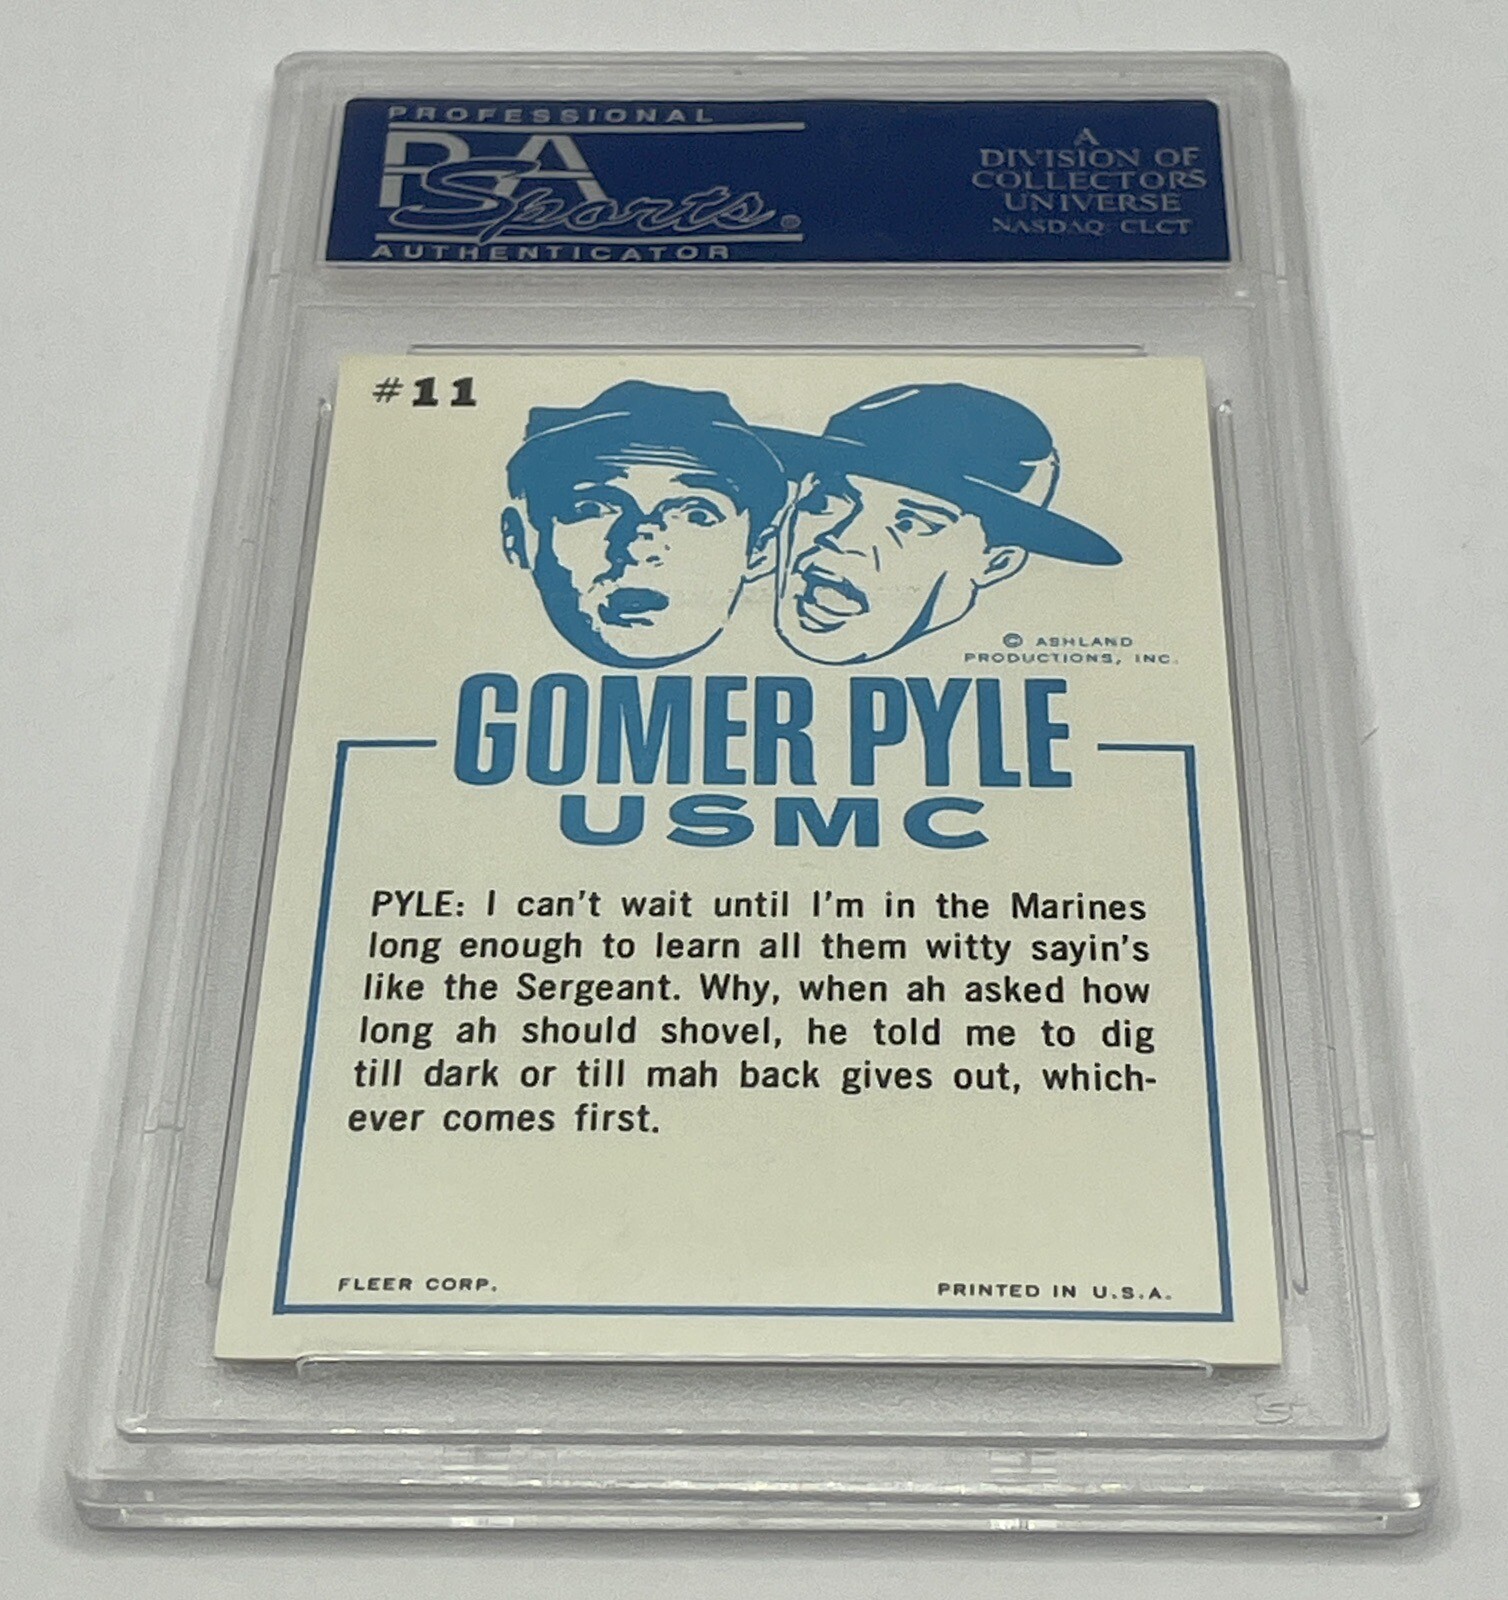 PROFESSIONAL
PSA
Sports®
AUTHENTICATOR
A
DIVISION OF
COLLECTORS
UNIVERSE
NASDAQ: CLCT
#11
© ASHLAND
PRODUCTIONS, INC.
GOMER PYLE
USMC
PYLE: I can't wait until I'm in the Marines
long enough to learn all them witty sayin's
like the Sergeant. Why, when ah asked how
long ah should shovel, he told me to dig
till dark or till mah back gives out, which-
ever comes first.
FLEER CORP.
PRINTED IN U.S.A.